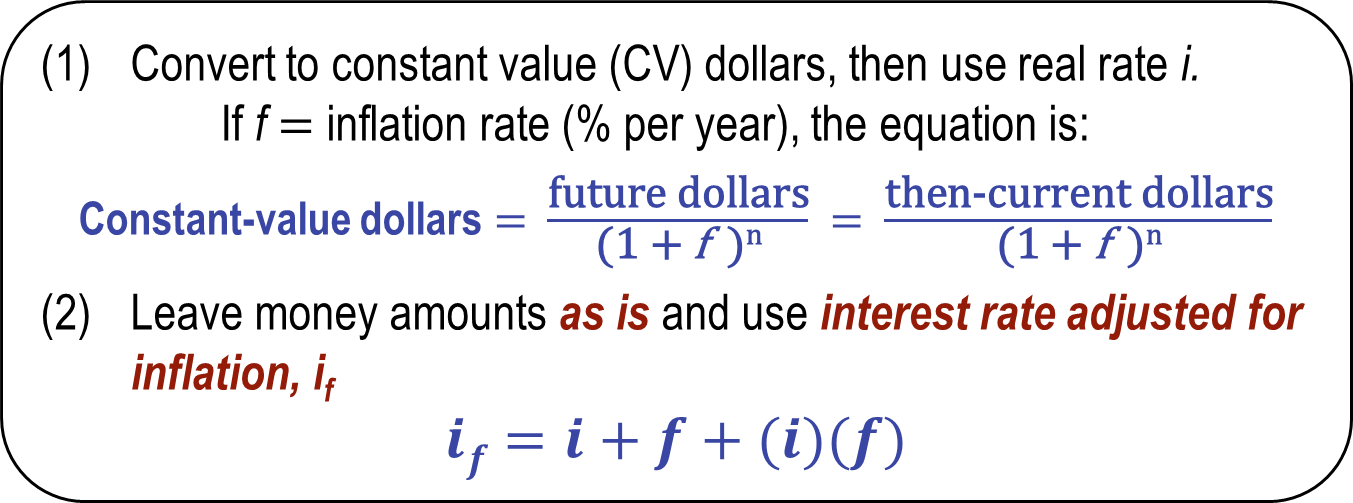 (1) Convert to constant value (CV) dollars, then use real rate i.
If f = inflation rate (% per year), the equation is:
Constant-value dollars = future dollars / (1 + f )ⁿ = then-current dollars / (1 + f )ⁿ
(2) Leave money amounts as is and use interest rate adjusted for
inflation, i_f
i_f = i + f + (i)(f)